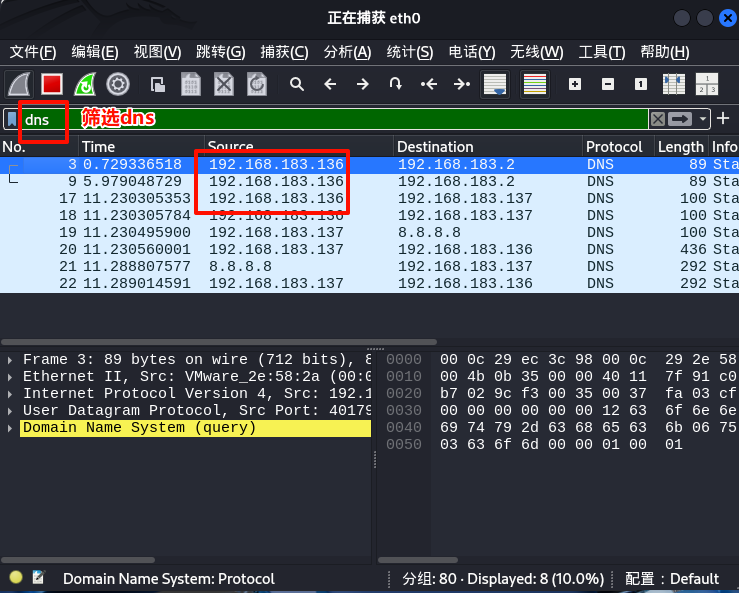 正在捕获 eth0
文件(F) 编辑(E) 视图(V) 跳转(G) 捕获(C) 分析(A) 统计(S) 电话(Y) 无线(W) 工具(T) 帮助(H)
dns 筛选dns
No. Time Source Destination Protocol Length Info
3 0.729336518 192.168.183.136 192.168.183.2 DNS 89 Sta
9 5.979048729 192.168.183.136 192.168.183.2 DNS 89 Sta
17 11.230305353 192.168.183.136 192.168.183.137 DNS 100 Sta
18 11.230305784 192.168.183.136 192.168.183.137 DNS 100 Sta
19 11.230495900 192.168.183.137 8.8.8.8 DNS 100 Sta
20 11.230560001 192.168.183.137 192.168.183.136 DNS 436 Sta
21 11.288807577 8.8.8.8 192.168.183.137 DNS 292 Sta
22 11.289014591 192.168.183.137 192.168.183.136 DNS 292 Sta
Frame 3: 89 bytes on wire (712 bits), 8
Ethernet II, Src: VMware_2e:58:2a (00:0
Internet Protocol Version 4, Src: 192.1
User Datagram Protocol, Src Port: 40179
Domain Name System (query)
0000 00 0c 29 ec 3c 98 00 0c 29 2e 58
0010 00 4b 0b 35 00 00 40 11 7f 91 c0
0020 b7 02 9c f3 00 35 00 37 fa 03 cf
0030 00 00 00 00 00 00 12 63 6f 6e 6e
0040 69 74 79 2d 63 68 65 63 6b 06 75
0050 03 63 6f 6d 00 00 01 00 01
Domain Name System: Protocol 分组: 80 · Displayed: 8 (10.0%) 配置：Default